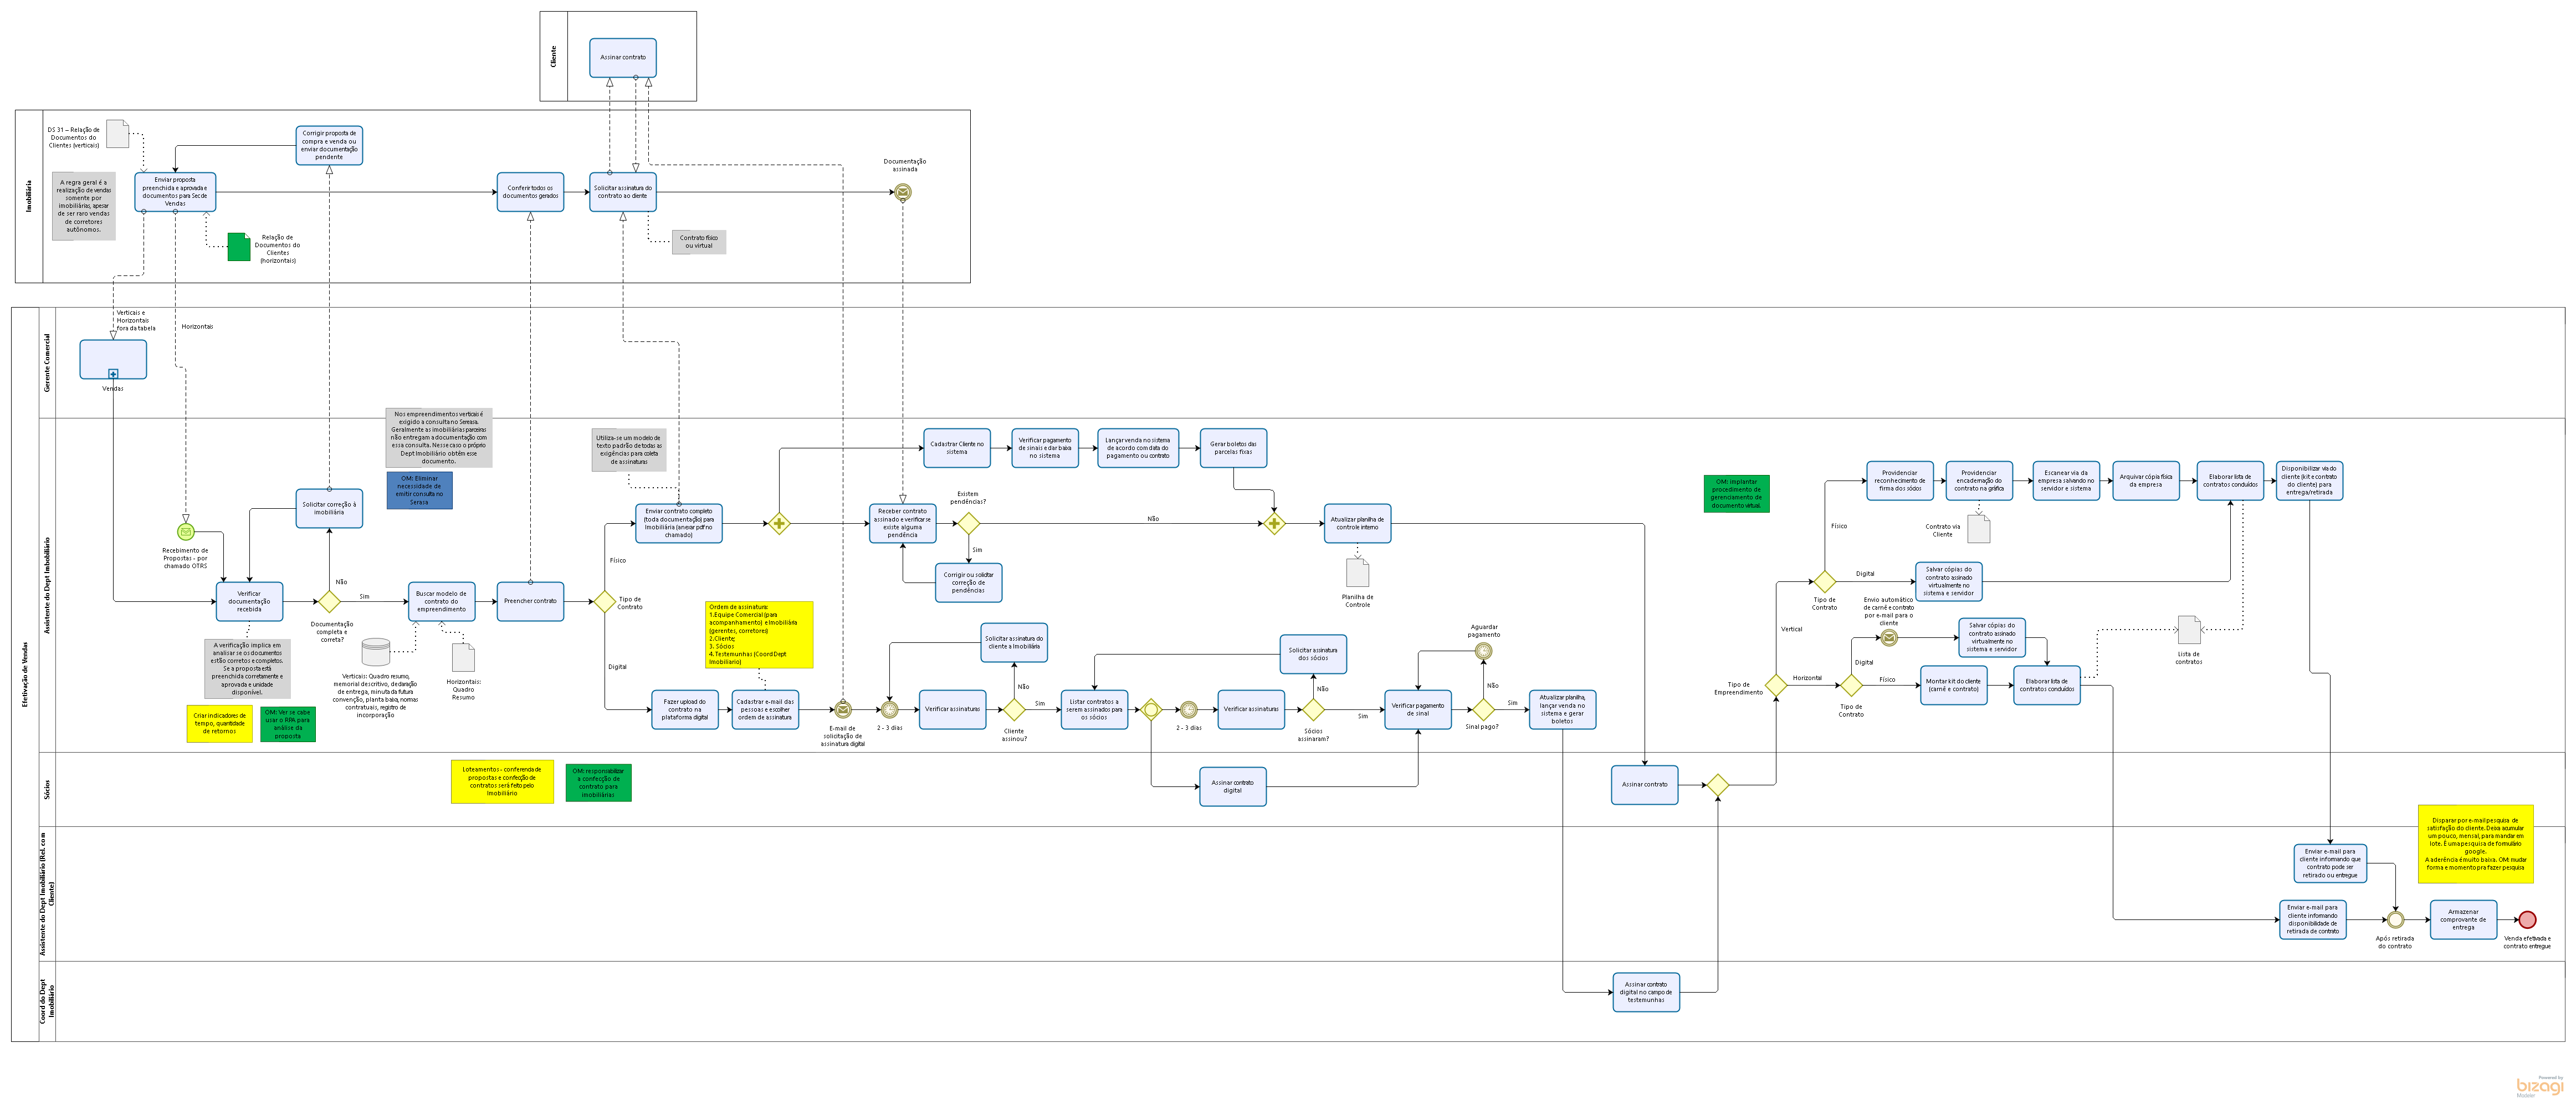 Cliente
Assinar contrato
Imobiliária
DS 31 – Relação de
Documentos do
Clientes (verticais)
Corrigir proposta de
compra e venda ou
enviar documentação
pendente
A regra geral é a
realização de vendas
somente por
imobiliárias, apesar
de ser raro vendas
de corretores
autônomos.
Enviar proposta
preenchida e aprovada e
documentos para Sec de
Vendas
Relação de
Documentos do
Clientes
(horizontais)
Conferir todos os
documentos gerados
Solicitar assinatura do
contrato ao cliente
Contrato físico
ou virtual
Documentação
assinada
Efetivação de Vendas
Gerente Comercial
Verticais e
Horizontais
fora da tabela
Horizontais
Vendas
Assistente do Dept Imbobiliário
Nos empreendimentos verticais é
exigido a consulta no Serrasa.
Geralmente as imobiliárias parceiras
não entregam a documentação com
essa consulta. Nesse caso o próprio
Dept Imobiliário obtêm esse
documento.
OM: Eliminar
necessidade de
emitir consulta no
Serasa
Solicitar correção à
imobiliária
Recebimento de
Propostas - por
chamado OTRS
Verificar
documentação
recebida
Não
Sim
Documentação
completa e
correta?
A verificação implica em
analisar se os documentos
estão corretos e completos.
Se a proposta está
preenchida corretamente e
aprovada e unidade
disponível.
Criar indicadores de
tempo, quantidade
de retornos
OM: Ver se cabe
usar o RPA para
análise da
proposta
Buscar modelo de
contrato do
empreendimento
Verticais: Quadro resumo,
memorial descritivo, declaração
de entrega, minuta da futura
convenção, planta baixa, normas
contratuais, registro de
incorporação
Horizontais:
Quadro
Resumo
Preencher contrato
Tipo de
Contrato
Físico
Digital
Utiliza-se um modelo de
texto padrão de todas as
exigências para coleta
de assinaturas
Enviar contrato completo
(toda documentação) para
Imobiliária (anexar pdf no
chamado)
Cadastrar Cliente no
sistema
Verificar pagamento
de sinais e dar baixa
no sistema
Lançar venda no sistema
de acordo com data do
pagamento ou contrato
Gerar boletos das
parcelas fixas
Receber contrato
assinado e verificar se
existe alguma
pendência
Existem
pendências?
Não
Sim
Corrigir ou solicitar
correção de
pendências
Atualizar planilha de
controle interno
Planilha de
Controle
Ordem de assinatura:
1.Equipe Comercial (para
acompanhamento) e Imobiliária
(gerentes, corretores)
2.Cliente;
3. Sócios
4. Testemunhas (Coord Dept
Imobiliario)
Fazer upload do
contrato na
plataforma digital
Cadastrar e-mail das
pessoas e escolher
ordem de assinatura
E-mail de
solicitação de
assinatura digital
2 - 3 dias
Verificar assinaturas
Solicitar assinatura do
cliente a Imobiliária
Não
Sim
Cliente
assinou?
Listar contratos a
serem assinados para
os sócios
2 - 3 dias
Verificar assinaturas
Solicitar assinatura
dos sócios
Não
Sim
Sócios
assinaram?
Verificar pagamento
de sinal
Aguardar
pagamento
Não
Sim
Sinal pago?
Atualizar planilha,
lançar venda no
sistema e gerar
boletos
OM: implantar
procedimento de
gerenciamento de
documento virtual.
Tipo de
Empreendimento
Vertical
Horizontal
Físico
Digital
Tipo de
Contrato
Providenciar
reconhecimento de
firma dos sócios
Providenciar
encadernação do
contrato na gráfica
Contrato via
Cliente
Escanear via da
empresa salvando no
servidor e sistema
Arquivar cópia física
da empresa
Elaborar lista de
contratos concluídos
Disponibilizar via do
cliente (kit e contrato
do cliente) para
entrega/retirada
Salvar cópias do
contrato assinado
virtualmente no
sistema e servidor
Envio automático
de carnê e contrato
por e-mail para o
cliente
Salvar cópias do
contrato assinado
virtualmente no
sistema e servidor
Digital
Físico
Tipo de
Contrato
Montar kit do cliente
(carnê e contrato)
Elaborar lista de
contratos concluídos
Lista de
contratos
Sócios
Loteamentos - conferencia de
propostas e confecção de
contratos será feito pelo
Imobiliário
OM: responsabilizar
a confecção de
contrato para
imobiliárias
Assinar contrato
digital
Assinar contrato
Assistente do Dept Imobiliário (Rel. com
Cliente)
Disparar por e-mail pesquisa de
satisfação do cliente. Deixa acumular
um pouco, mensal, para mandar em
lote. É uma pesquisa de formulário
google.
A aderência é muito baixa. OM: mudar
forma e momento pra fazer pesquisa
Enviar e-mail para
cliente informando que
contrato pode ser
retirado ou entregue
Enviar e-mail para
cliente informando
disponibilidade de
retirada de contrato
Após retirada
do contrato
Armazenar
comprovante de
entrega
Venda efetivada e
contrato entregue
Coord do Dept
Imobiliário
Assinar contrato
digital no campo de
testemunhas
Powered by
bizagi
Modeler